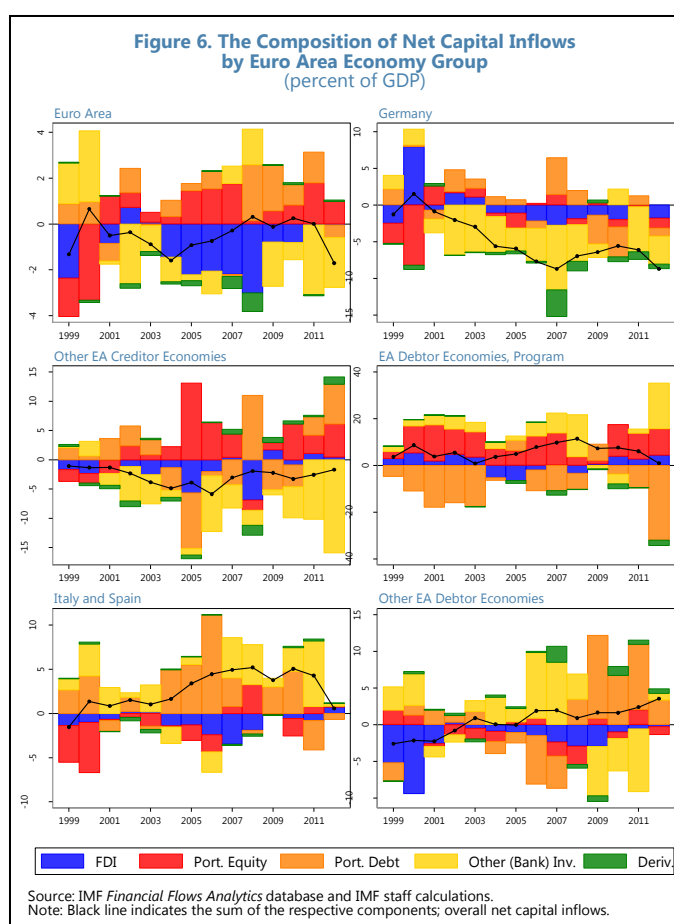 Figure 6. The Composition of Net Capital Inflows
by Euro Area Economy Group
(percent of GDP)
Euro Area
4
2
0
-2
-4
1999 2001 2003 2005 2007 2009 2011
Germany
10
5
0
-5
-10
-15
1999 2001 2003 2005 2007 2009 2011
Other EA Creditor Economies
15
10
5
0
-5
-10
-15
1999 2001 2003 2005 2007 2009 2011
EA Debtor Economies, Program
40
20
0
-20
-40
1999 2001 2003 2005 2007 2009 2011
Italy and Spain
10
5
0
-5
-10
1999 2001 2003 2005 2007 2009 2011
Other EA Debtor Economies
10
5
0
-5
-10
1999 2001 2003 2005 2007 2009 2011
FDI Port. Equity Port. Debt Other (Bank) Inv. Deriv.
Source: IMF Financial Flows Analytics database and IMF staff calculations.
Note: Black line indicates the sum of the respective components; overall net capital inflows.